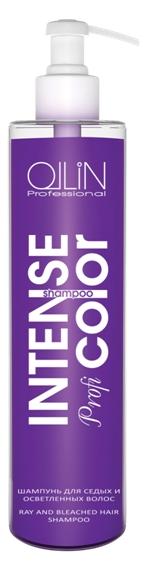 OLLiN
Professional
INTENSE
shampoo
Profi
color
ШАМПУНЬ ДЛЯ СЕДЫХ И
ОСВЕТЛЕННЫХ ВОЛОС
RAY AND BLEACHED HAIR
SHAMPOO